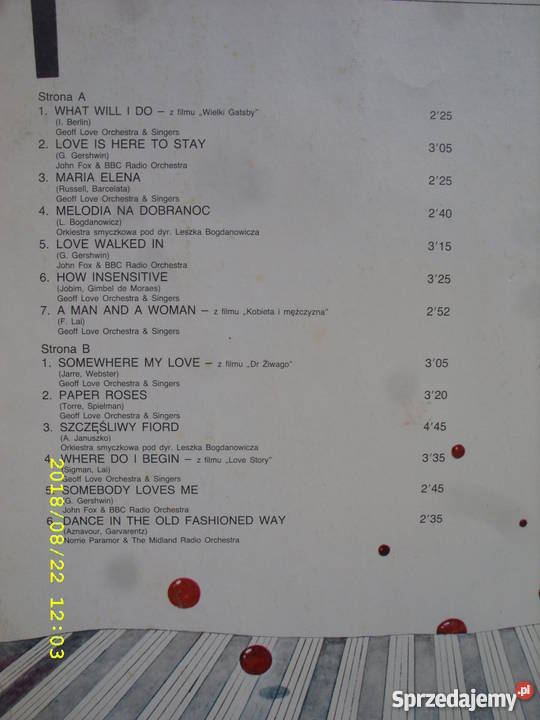 Strona A
1. WHAT WILL I DO – z filmu „Wielki Gatsby” 2'25
(I. Berlin)
Geoff Love Orchestra & Singers
2. LOVE IS HERE TO STAY 3'05
(G. Gershwin)
John Fox & BBC Radio Orchestra
3. MARIA ELENA 2'25
(Russell, Barcelata)
Geoff Love Orchestra & Singers
4. MELODIA NA DOBRANOC 2'40
(L. Bogdanowicz)
Orkiestra smyczkowa pod dyr. Leszka Bogdanowicza
5. LOVE WALKED IN 3'15
(G. Gershwin)
John Fox & BBC Radio Orchestra
6. HOW INSENSITIVE 3'25
(Jobim, Gimbel de Moraes)
Geoff Love Orchestra & Singers
7. A MAN AND A WOMAN – z filmu „Kobieta i mężczyzna” 2'52
(F. Lai)
Geoff Love Orchestra & Singers
Strona B
1. SOMEWHERE MY LOVE – z filmu „Dr Żiwago” 3'05
(Jarre, Webster)
Geoff Love Orchestra & Singers
2. PAPER ROSES 3'20
(Torre, Spielman)
Geoff Love Orchestra & Singers
3. SZCZĘŚLIWY FIORD 4'45
(A. Januszko)
Orkiestra smyczkowa pod dyr. Leszka Bogdanowicza
4. WHERE DO I BEGIN – z filmu „Love Story” 3'35
(Sigman, Lai)
Geoff Love Orchestra & Singers
5. SOMEBODY LOVES ME 2'45
(G. Gershwin)
John Fox & BBC Radio Orchestra
6. DANCE IN THE OLD FASHIONED WAY 2'35
(Aznavour, Garvarentz)
Norrie Paramor & The Midland Radio Orchestra
2018/08/22 12:03
Sprzedajemy.pl